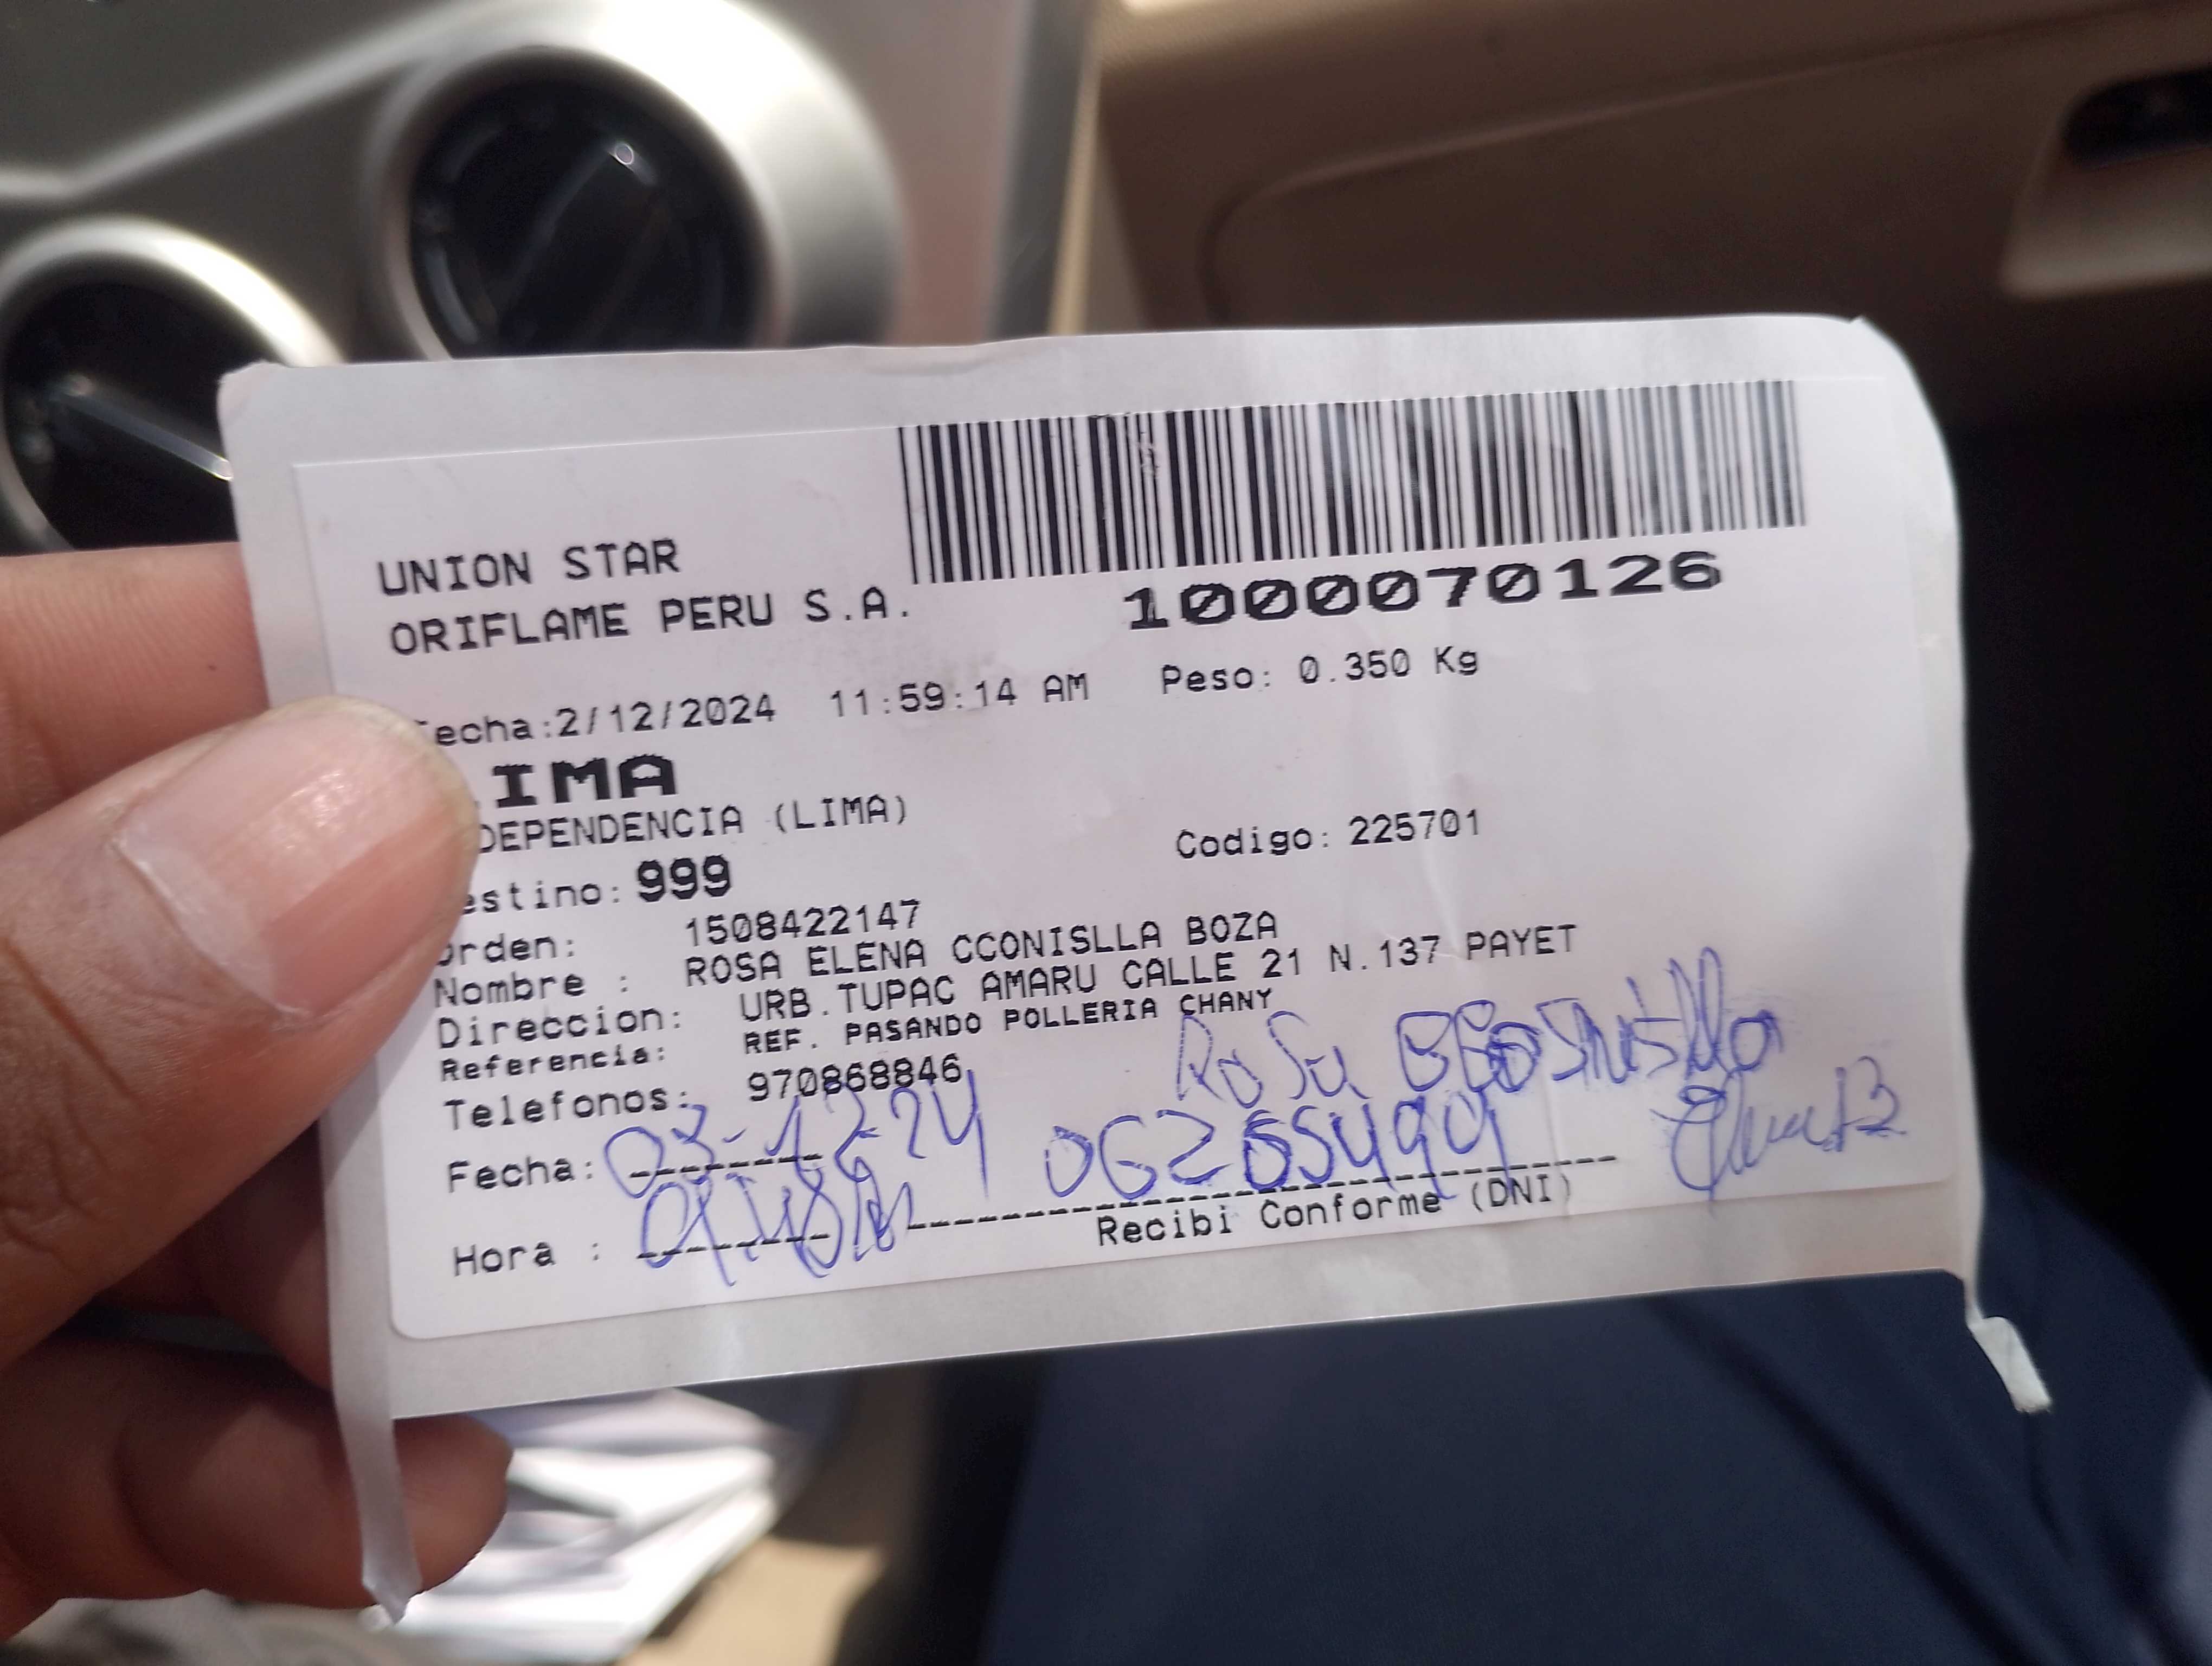 UNION STAR
ORIFLAME PERU S.A.
1000070126
echa:2/12/2024 11:59:14 AM Peso: 0.350 Kg
IMA
DEPENDENCIA (LIMA)
Codigo: 225701
estino: 999
rden: 1508422147
Nombre : ROSA ELENA CCONISLLA BOZA
Direccion: URB.TUPAC AMARU CALLE 21 N.137 PAYET
Referencia: REF. PASANDO POLLERIA CHANY
Telefonos: 970868846
Rosa
Fecha: 03-12-24
Hora :
Recibi Conforme (DNI)